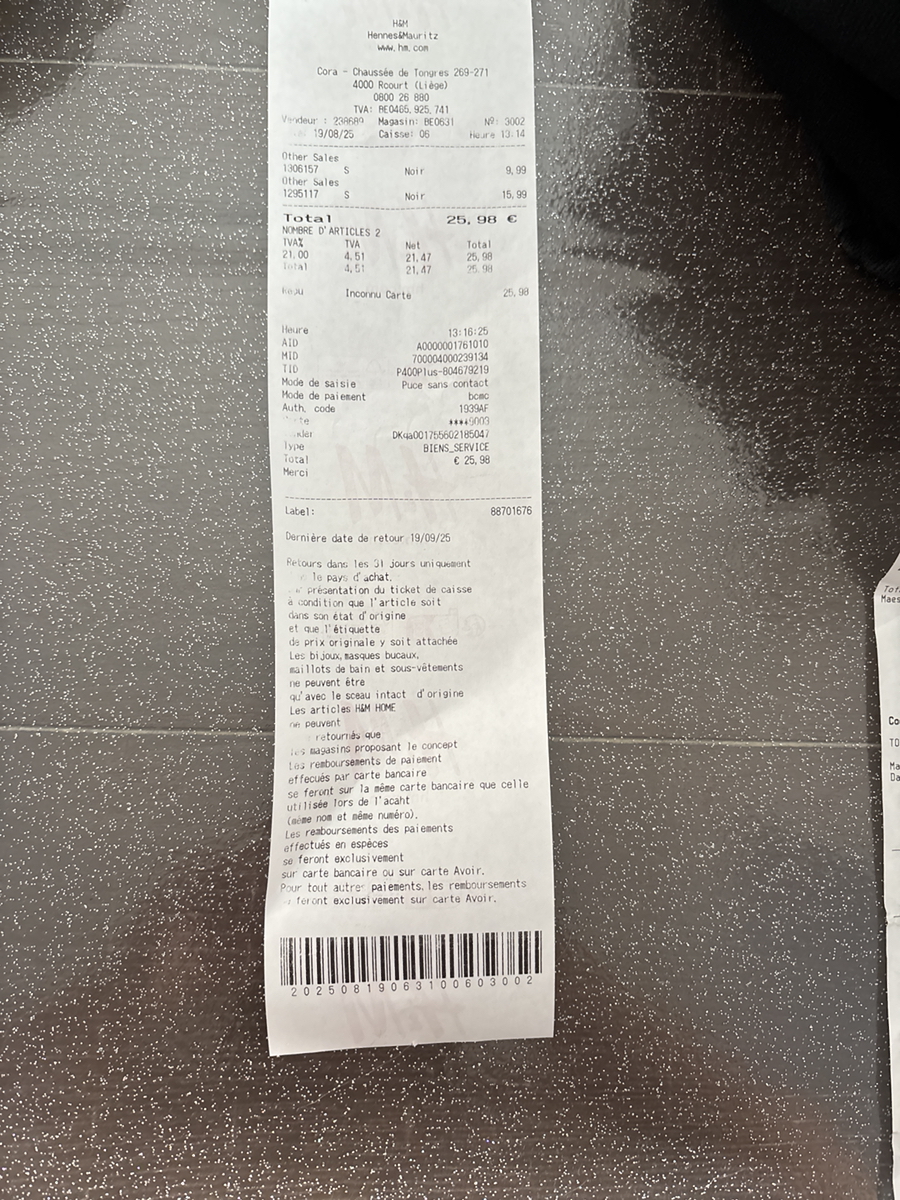 H&M
Hennes&Mauritz
www.hm.com
Cora - Chaussée de Tongres 269-271
4000 Rcourt (Liège)
0800 26 880
TVA: BE0465.925.741
Vendeur : 238689 Magasin: BE0631 Nº: 3002
19/08/25 Caisse: 06 Heure 13:14
Other Sales
1306157 S Noir 9,99
Other Sales
1295117 S Noir 15,99
Total 25,98 €
NOMBRE D'ARTICLES 2
TVA% TVA Net Total
21,00 4,51 21,47 25,98
Total 4,51 21,47 25,98
Inconnu Carte 25,98
Heure 13:16:25
AID A0000001761010
MID 700004000239134
TID P400Plus-804679219
Mode de saisie Puce sans contact
Mode de paiement bcmc
Auth. code 1939AF
****9003
DKqa001755602185047
Type BIENS_SERVICE
Total € 25,98
Merci
Label: 88701676
Dernière date de retour 19/09/25
Retours dans les 31 jours uniquement
le pays d'achat.
présentation du ticket de caisse
à condition que l'article soit
dans son état d'origine
et que l'étiquette
de prix originale y soit attachée
Les bijoux, masques bucaux,
maillots de bain et sous-vêtements
ne peuvent être
qu'avec le sceau intact d'origine
Les articles H&M HOME
ne peuvent
retournés que
les magasins proposant le concept
Les remboursements de paiement
effecués par carte bancaire
se feront sur la même carte bancaire que celle
utilisée lors de l'acaht
(même nom et même numéro).
Les remboursements des paiements
effectués en espèces
se feront exclusivement
sur carte bancaire ou sur carte Avoir.
Pour tout autre paiements, les remboursements
feront exclusivement sur carte Avoir.
2025081906310060300 2
Maes
Co
TO
Ma
Da